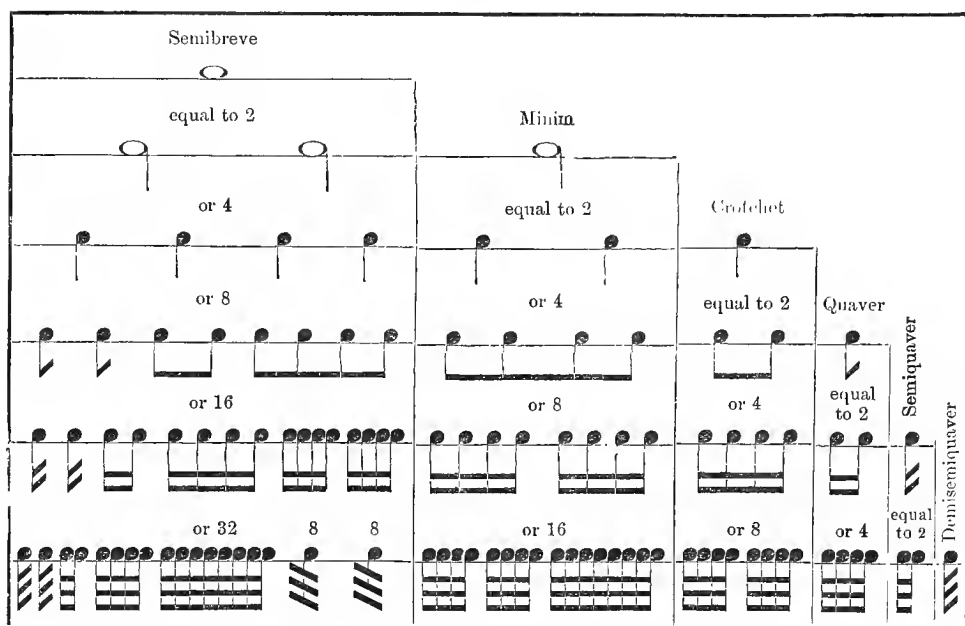 Semibreve
equal to 2
Minim
or 4
equal to 2
Crotchet
or 8
or 4
equal to 2
Quaver
or 16
or 8
or 4
equal
to 2
Semiquaver
or 32
8
8
or 16
or 8
or 4
equal
to 2
Demisemiquaver